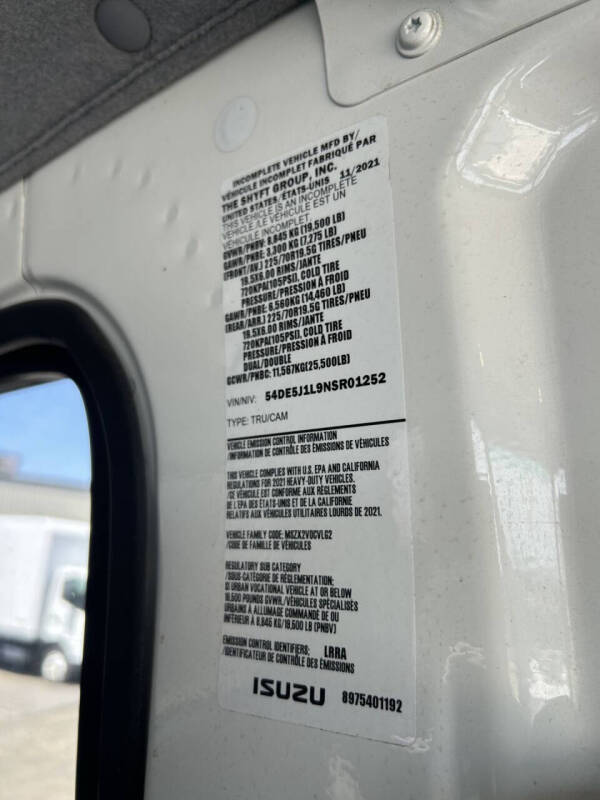 INCOMPLETE VEHICLE MFD BY/
VÉHICULE INCOMPLET FABRIQUÉ PAR
THE SHYFT GROUP, INC.
UNITED STATES/ÉTATS-UNIS 11/2021
THIS VEHICLE IS AN INCOMPLETE
VEHICLE /LE VÉHICULE EST UN
VÉHICULE INCOMPLET.
GVWR/PNBV: 8,845 KG (19,500 LB)
GAWR/PNBE: 3,300 KG (7,275 LB)
(FRONT/AV.) 225/70R19.5G TIRES/PNEU
19.5X6.00 RIMS/JANTE
720KPA(105PSI), COLD TIRE
PRESSURE/PRESSION À FROID
GAWR/PNBE: 6,560KG (14,460 LB)
(REAR/ARR.) 225/70R19.5G TIRES/PNEU
19.5X6.00 RIMS/JANTE
720KPA(105PSI), COLD TIRE
PRESSURE/PRESSION À FROID
DUAL/DOUBLE
GCWR/PNBC: 11,567KG(25,500LB)
VIN/NIV: 54DE5J1L9NSR01252
TYPE: TRU/CAM
VEHICLE EMISSION CONTROL INFORMATION
/INFORMATION DE CONTRÔLE DES ÉMISSIONS DE VÉHICULES
THIS VEHICLE COMPLIES WITH U.S. EPA AND CALIFORNIA
REGULATIONS FOR 2021 HEAVY-DUTY VEHICLES.
/CE VÉHICULE EST CONFORME AUX RÈGLEMENTS
DE L'EPA DES ÉTATS-UNIS ET DE LA CALIFORNIE
RELATIFS AUX VÉHICULES UTILITAIRES LOURDS DE 2021.
VEHICLE FAMILY CODE: MSZX2VOCVLG2
/CODE DE FAMILLE DE VÉHICULES
REGULATORY SUB CATEGORY
/SOUS-CATÉGORIE DE RÉGLEMENTATION:
SI URBAN VOCATIONAL VEHICLE AT OR BELOW
19,500 POUNDS GVWR/VÉHICULES SPÉCIALISÉS
URBAINS À ALLUMAGE COMMANDÉ DE OU
INFÉRIEUR À 8,846 KG/19,500 LB (PNBV)
EMISSION CONTROL IDENTIFIERS: LRRA
/IDENTIFICATEUR DE CONTRÔLE DES ÉMISSIONS
ISUZU 8975401192